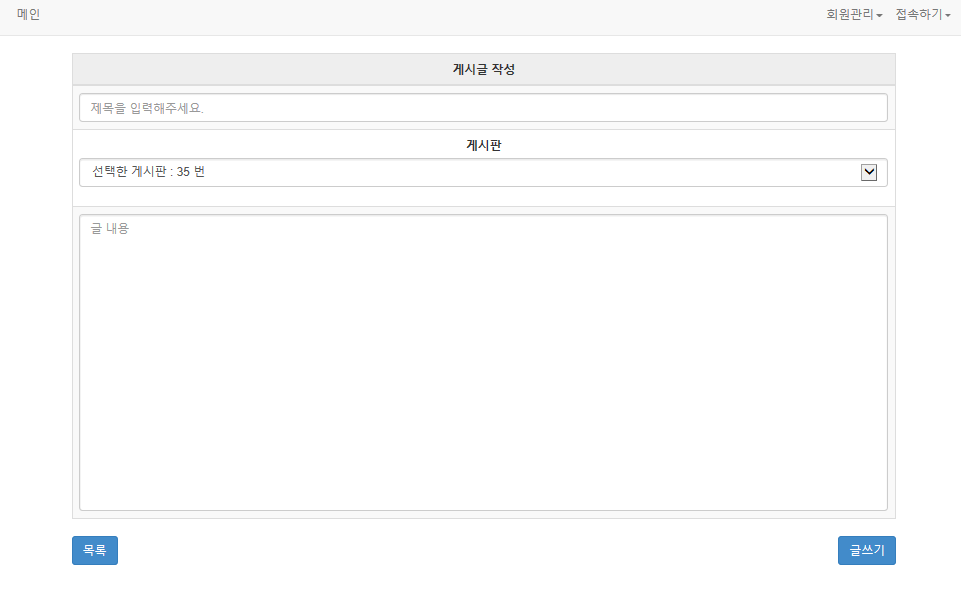 메인 회원관리 접속하기
게시글 작성
제목을 입력해주세요.
게시판
선택한 게시판 : 35 번
글 내용
목록 글쓰기